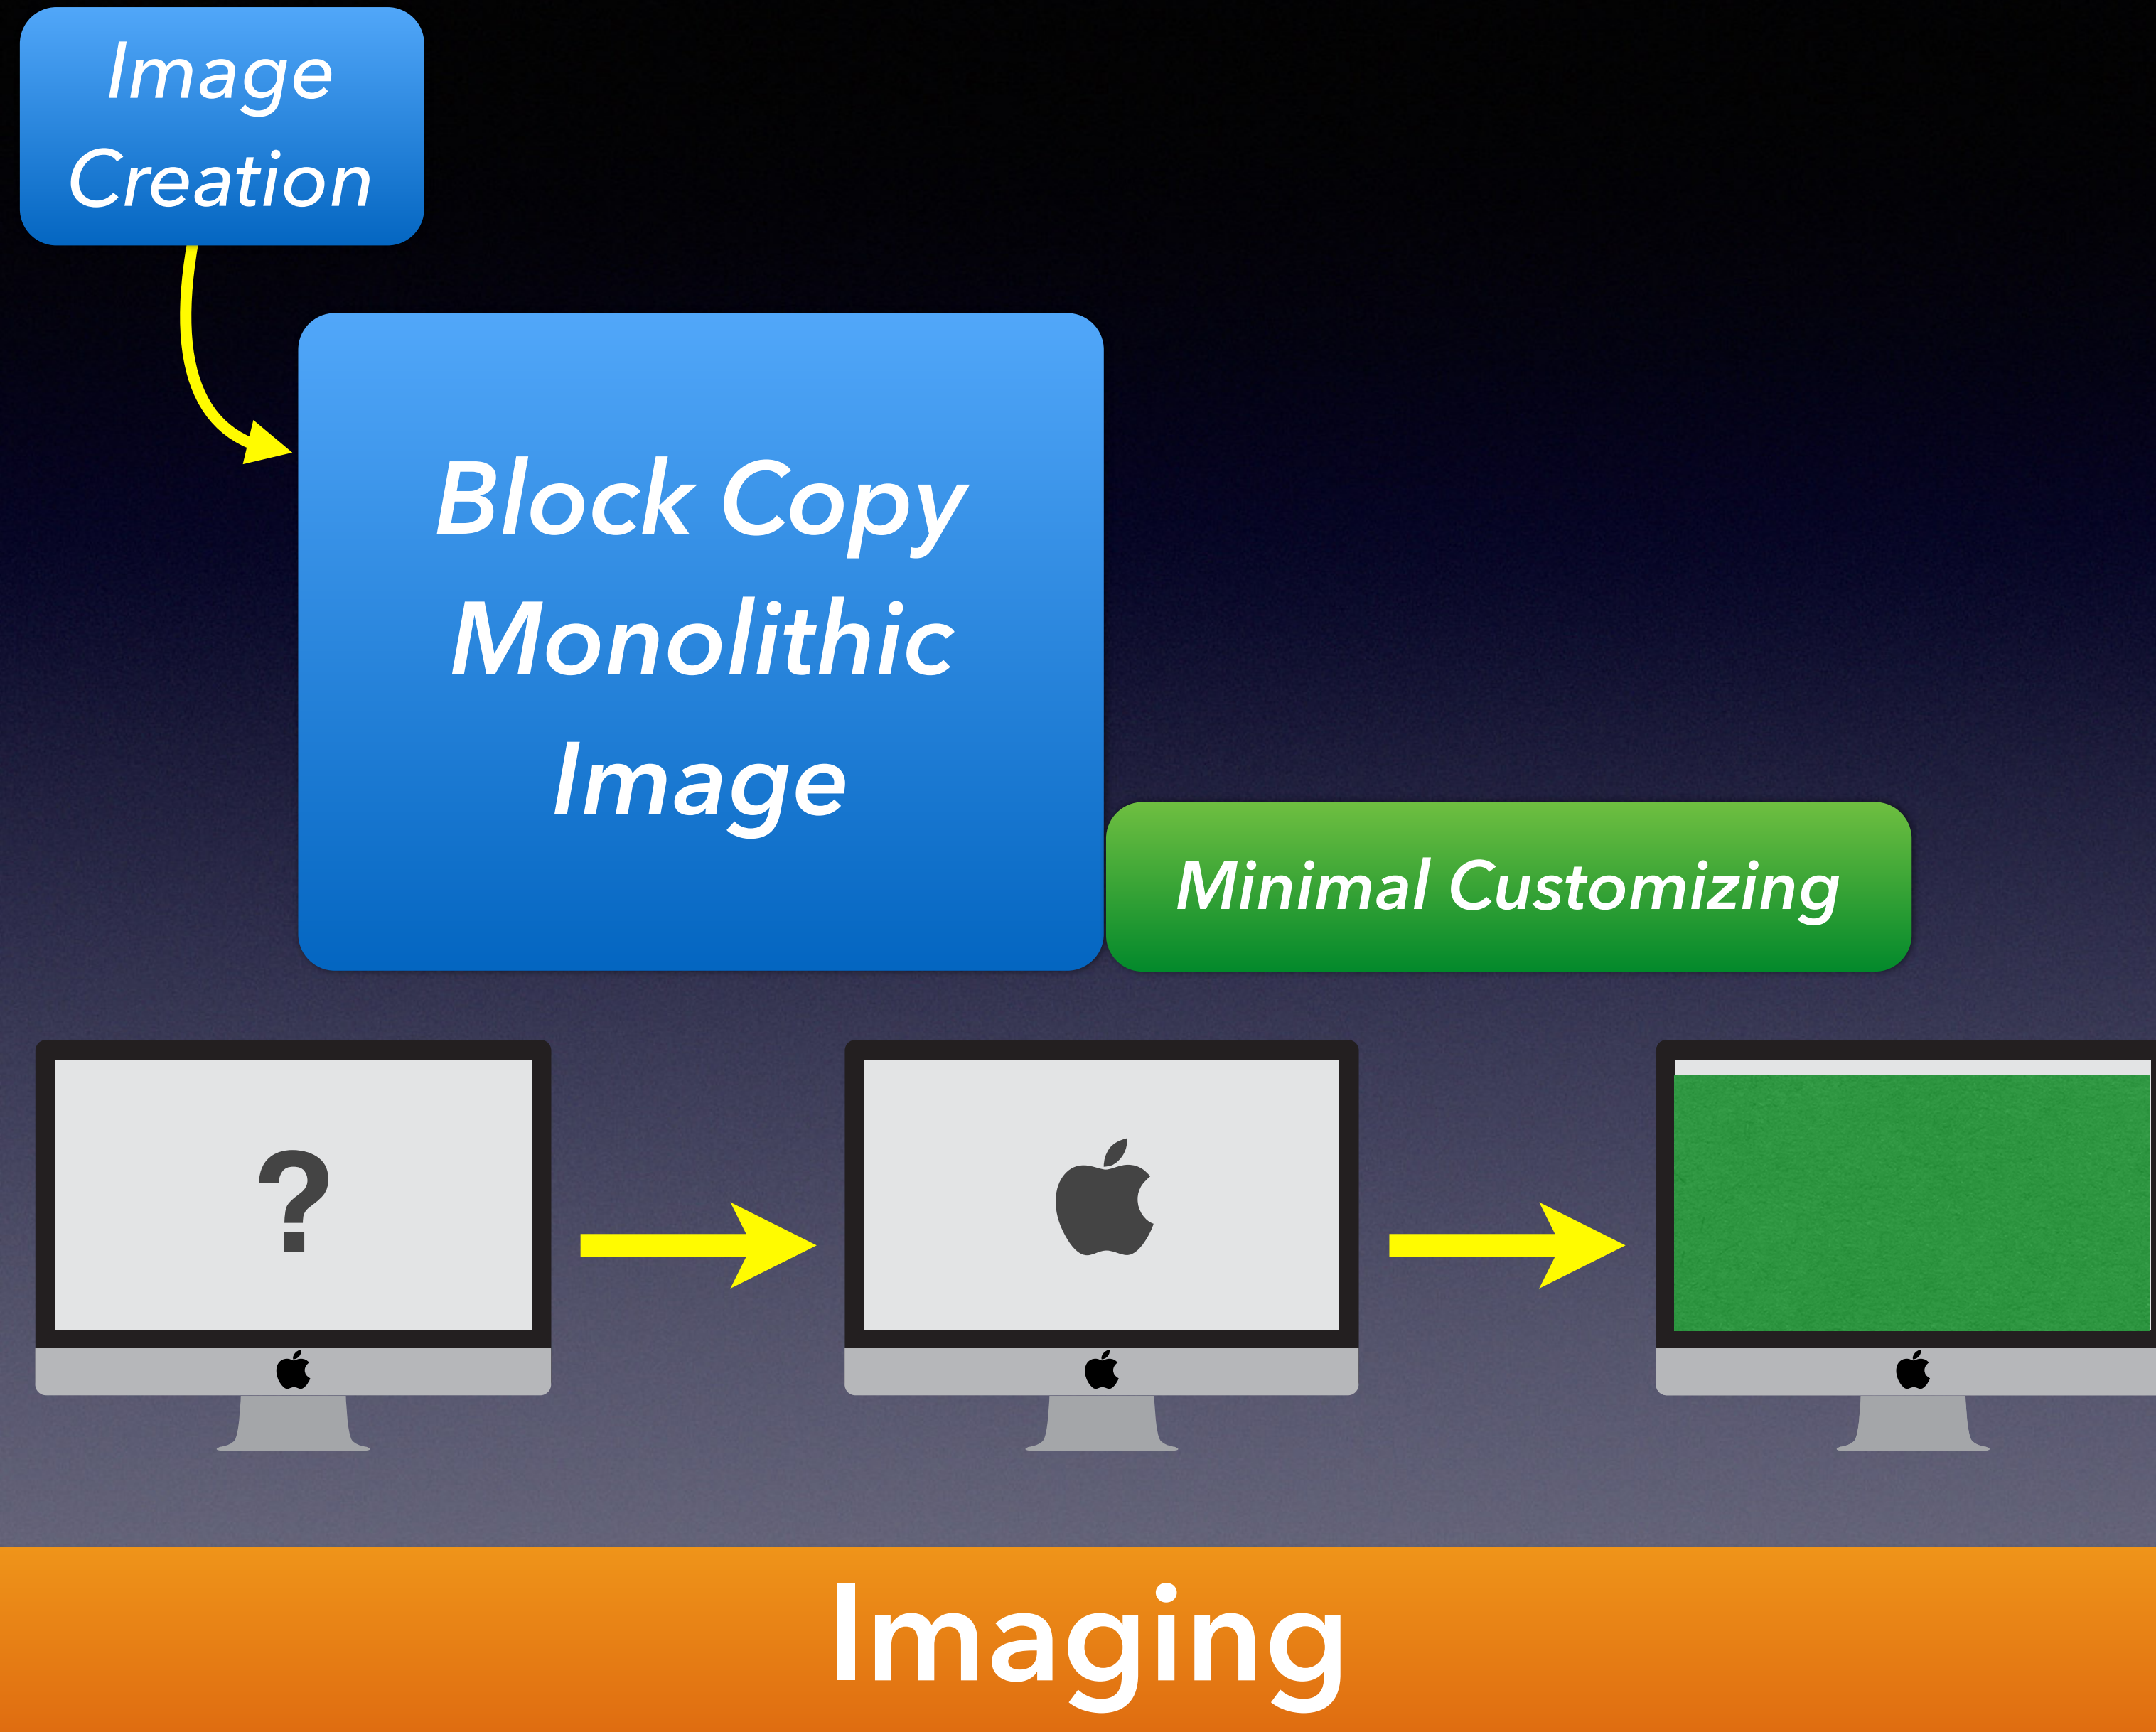 Image
Creation
Block Copy
Monolithic
Image
Minimal Customizing
?
Imaging